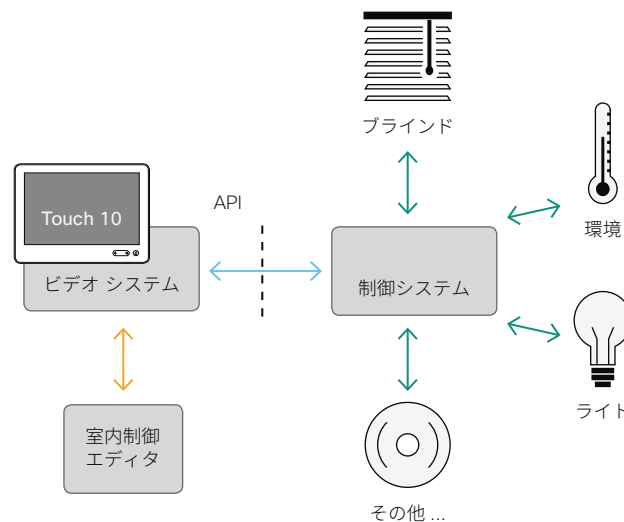 ブラインド
環境
API
Touch 10
ビデオ システム
制御システム
ライト
室内制御
エディタ
その他 ...